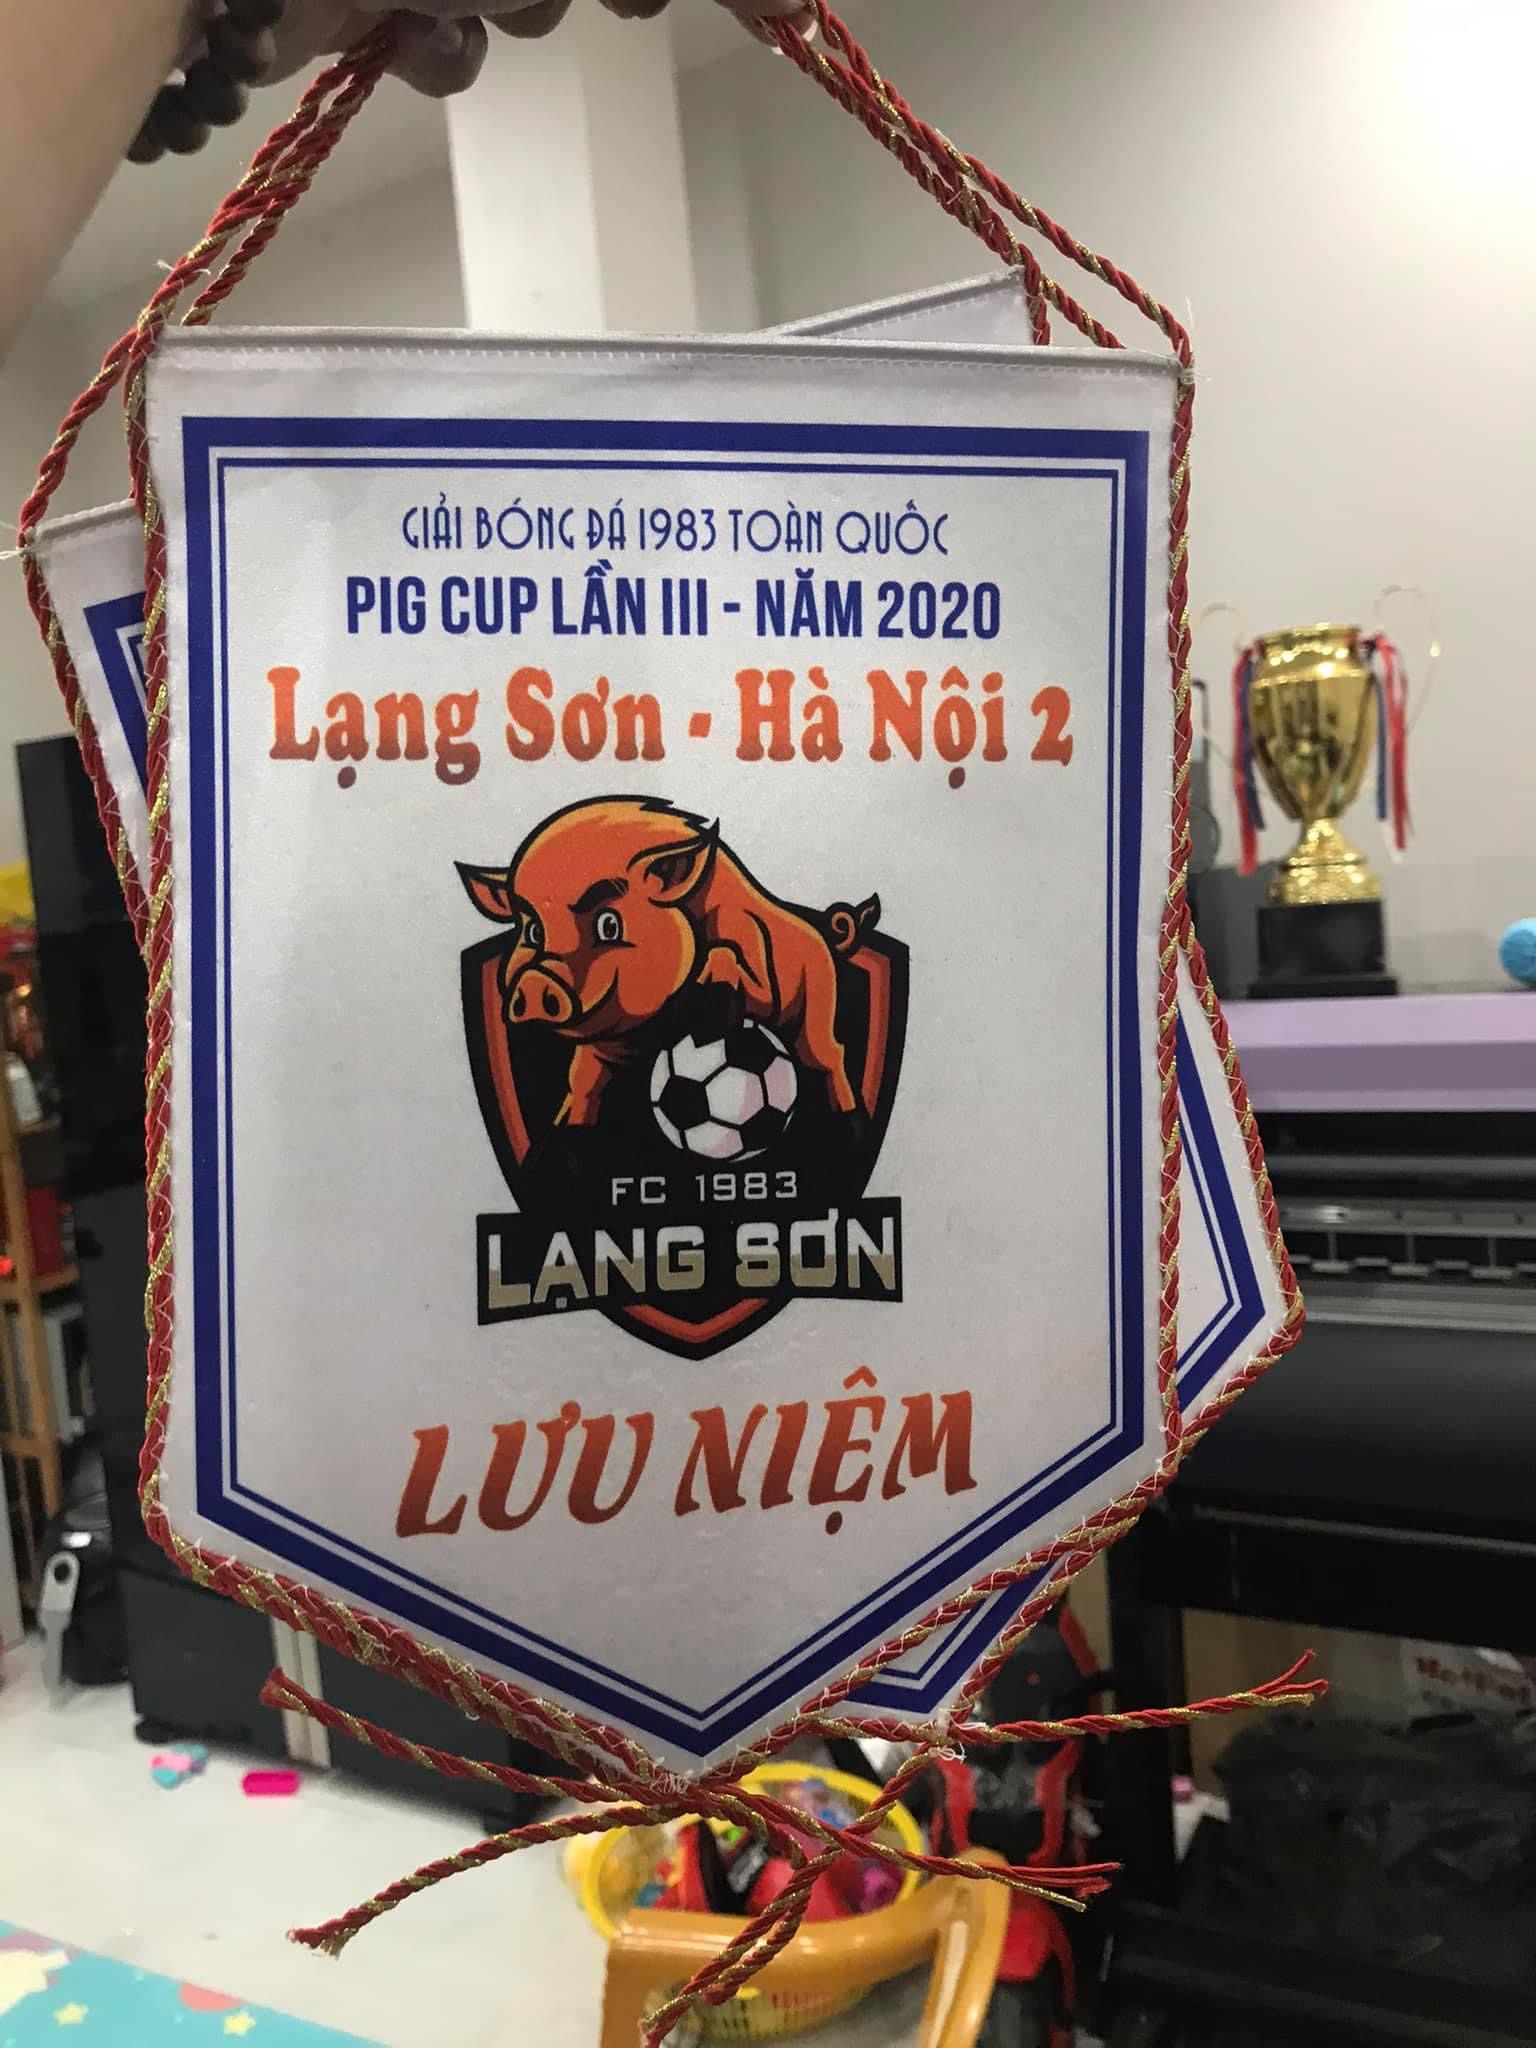 GIẢI BÓNG ĐÁ 1983 TOÀN QUỐC
PIG CUP LẦN III - NĂM 2020
Lạng Sơn - Hà Nội 2
FC 1983
LẠNG SƠN
LƯU NIỆM